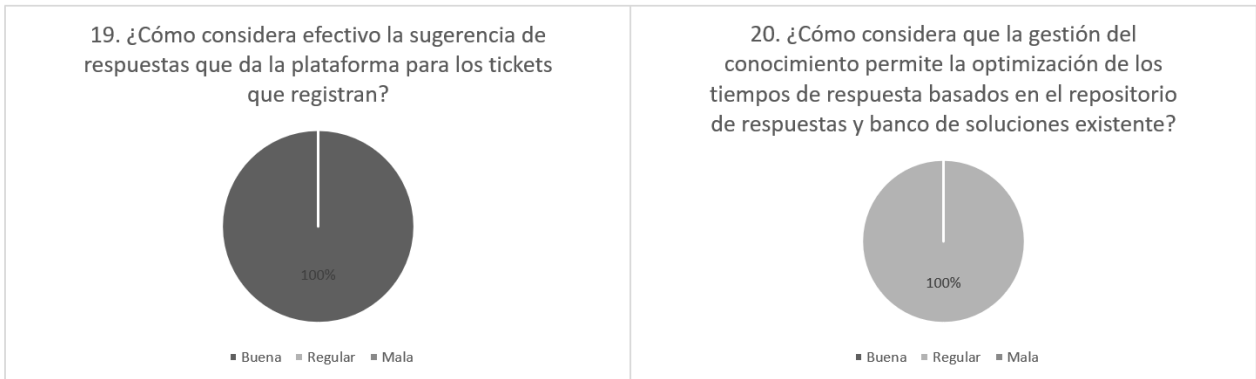 19. ¿Cómo considera efectivo la sugerencia de
respuestas que da la plataforma para los tickets
que registran?
100%
Buena Regular Mala
20. ¿Cómo considera que la gestión del
conocimiento permite la optimización de los
tiempos de respuesta basados en el repositorio
de respuestas y banco de soluciones existente?
100%
Buena Regular Mala